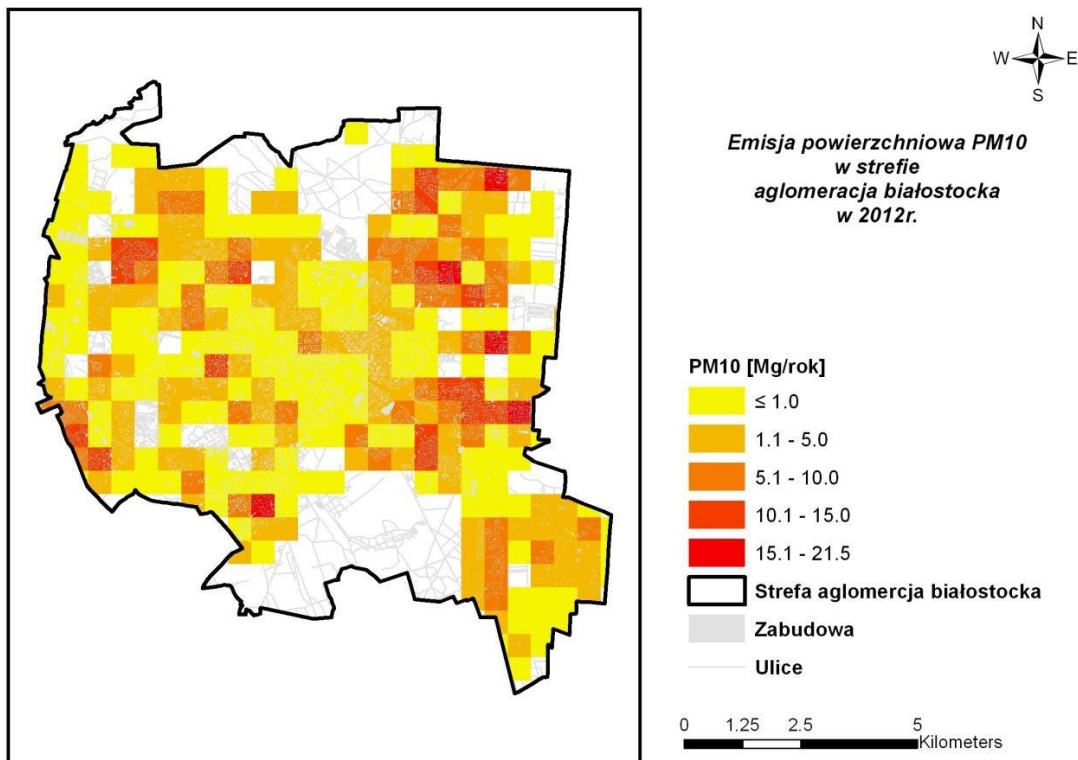 N
W E
S
Emisja powierzchniowa PM10
w strefie
aglomeracja białostocka
w 2012r.
PM10 [Mg/rok]
≤ 1.0
1.1 - 5.0
5.1 - 10.0
10.1 - 15.0
15.1 - 21.5
Strefa aglomercja białostocka
Zabudowa
Ulice
0 1.25 2.5 5
Kilometers